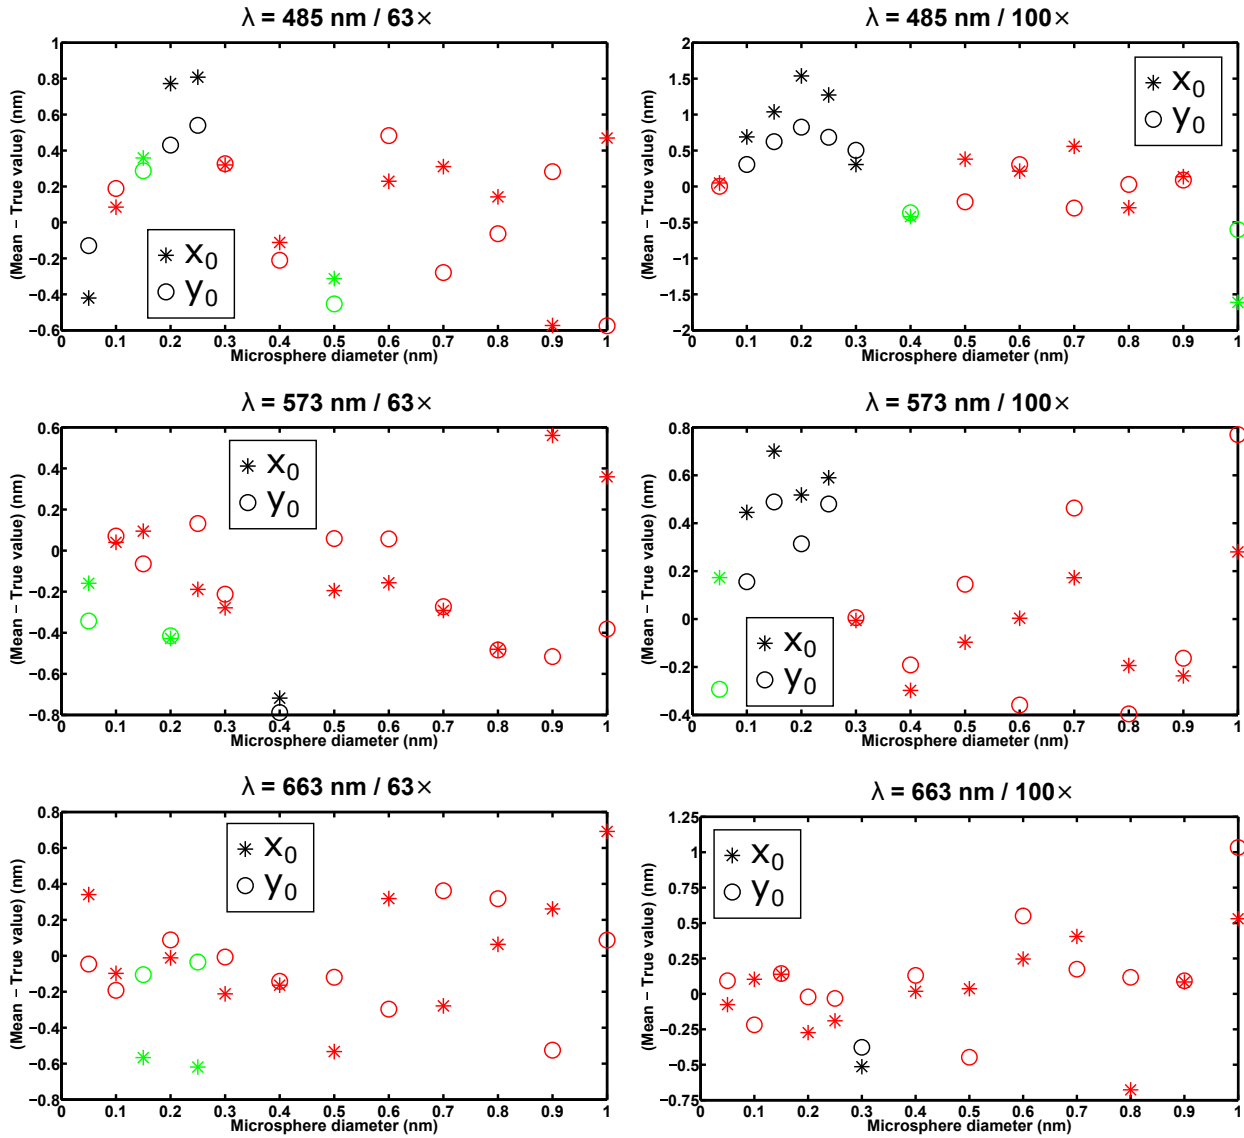 λ = 485 nm / 63×
(Mean − True value) (nm)
1
0.8
0.6
0.4
0.2
0
−0.2
−0.4
−0.6
x0
y0
0 0.1 0.2 0.3 0.4 0.5 0.6 0.7 0.8 0.9 1
Microsphere diameter (nm)
λ = 485 nm / 100×
(Mean − True value) (nm)
2
1.5
1
0.5
0
−0.5
−1
−1.5
−2
x0
y0
0 0.1 0.2 0.3 0.4 0.5 0.6 0.7 0.8 0.9 1
Microsphere diameter (nm)
λ = 573 nm / 63×
(Mean − True value) (nm)
0.6
0.4
0.2
0
−0.2
−0.4
−0.6
−0.8
x0
y0
0 0.1 0.2 0.3 0.4 0.5 0.6 0.7 0.8 0.9 1
Microsphere diameter (nm)
λ = 573 nm / 100×
(Mean − True value) (nm)
0.8
0.6
0.4
0.2
0
−0.2
−0.4
x0
y0
0 0.1 0.2 0.3 0.4 0.5 0.6 0.7 0.8 0.9 1
Microsphere diameter (nm)
λ = 663 nm / 63×
(Mean − True value) (nm)
0.8
0.6
0.4
0.2
0
−0.2
−0.4
−0.6
−0.8
x0
y0
0 0.1 0.2 0.3 0.4 0.5 0.6 0.7 0.8 0.9 1
Microsphere diameter (nm)
λ = 663 nm / 100×
(Mean − True value) (nm)
1.25
1
0.75
0.5
0.25
0
−0.25
−0.5
−0.75
x0
y0
0 0.1 0.2 0.3 0.4 0.5 0.6 0.7 0.8 0.9 1
Microsphere diameter (nm)